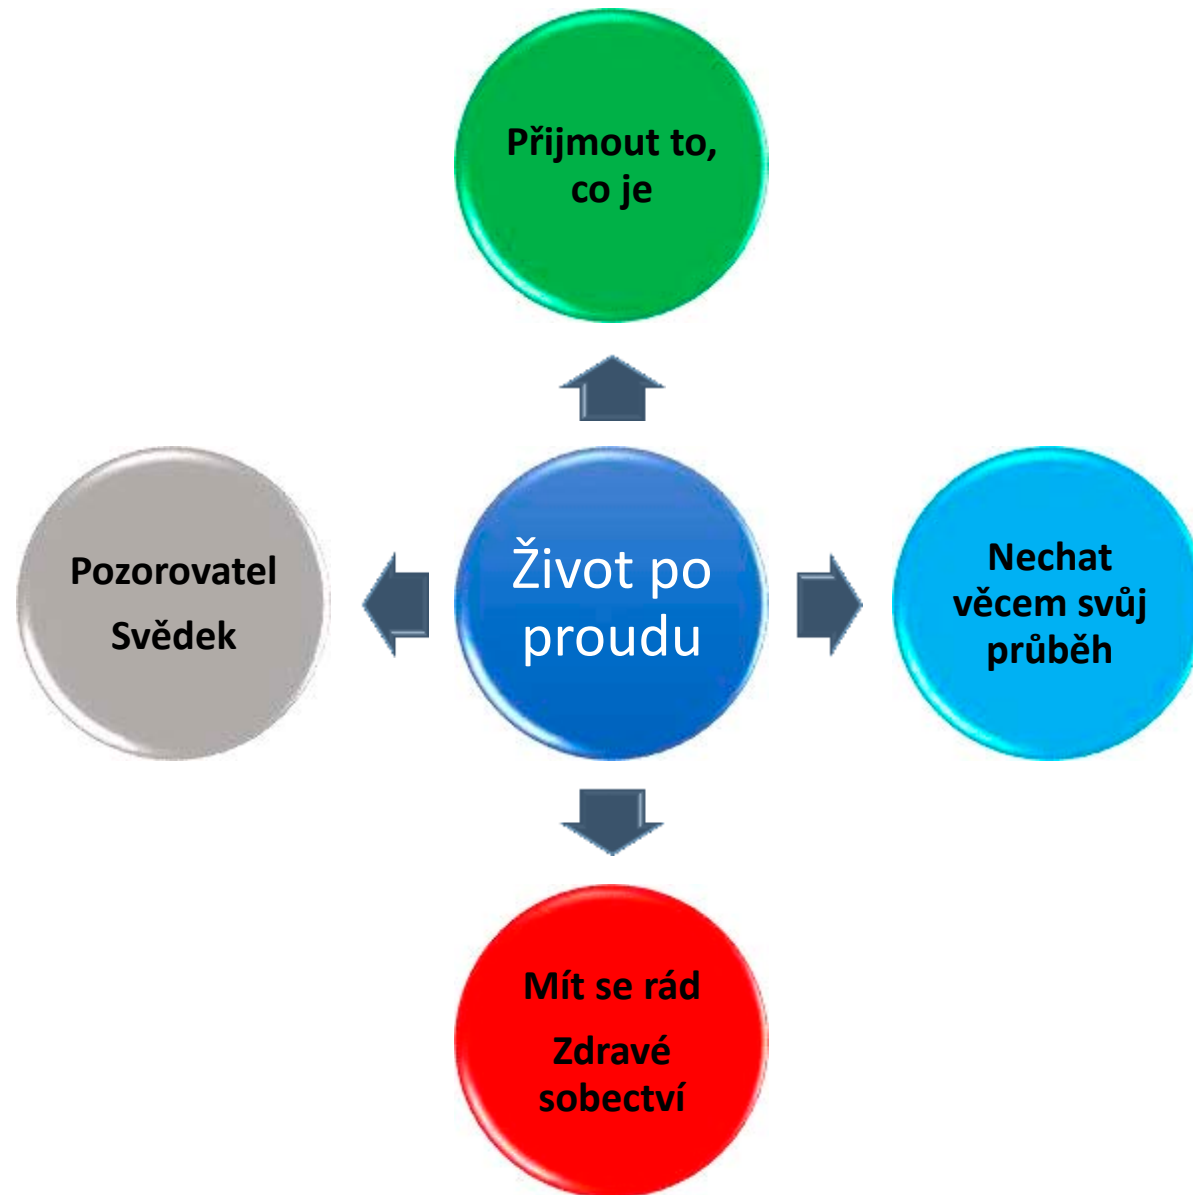 Přijmout to,
co je
Pozorovatel
Svědek
Život po
proudu
Nechat
věcem svůj
průběh
Mít se rád
Zdravé
sobectví